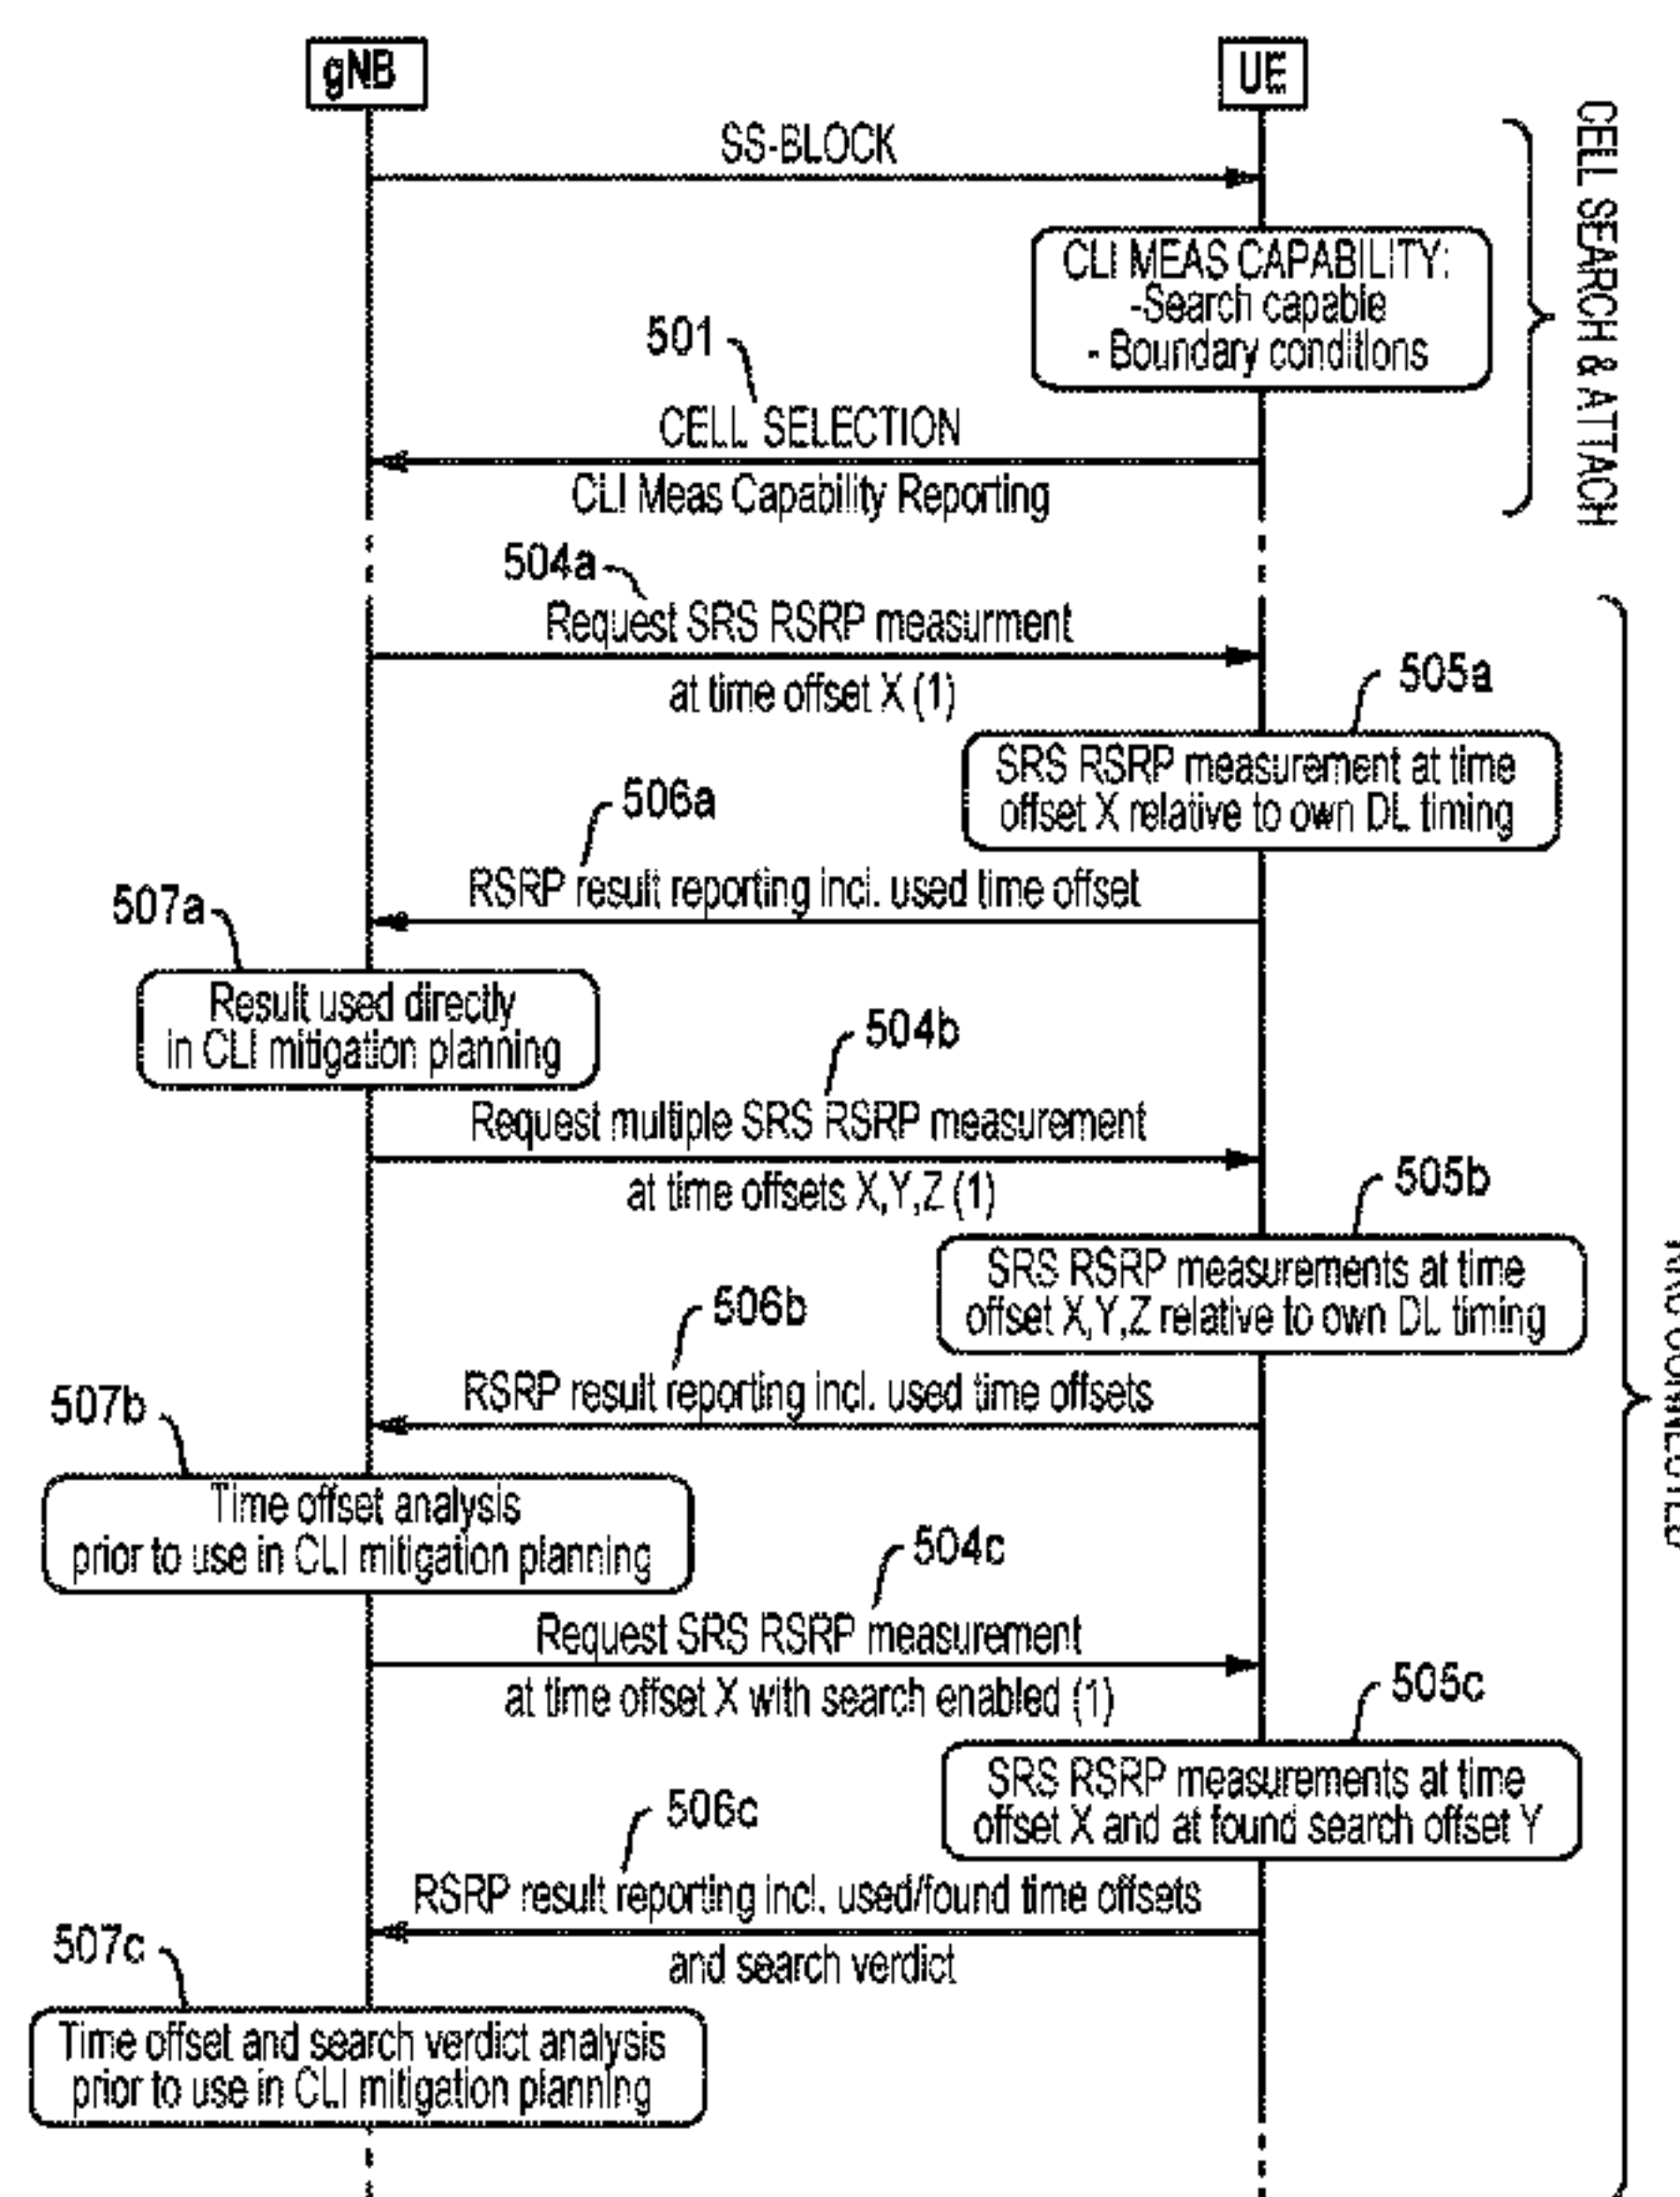 gNB
UE
SS-BLOCK
CELL SEARCH & ATTACH
CLI MEAS CAPABILITY:
-Search capable
- Boundary conditions
501
CELL SELECTION
CLI Meas Capability Reporting
504a
Request SRS RSRP measurment
at time offset X (1)
505a
SRS RSRP measurement at time
offset X relative to own DL timing
506a
RSRP result reporting incl. used time offset
507a
Result used directly
in CLI mitigation planning
504b
Request multiple SRS RSRP measurement
at time offsets X,Y,Z (1)
505b
SRS RSRP measurements at time
offset X,Y,Z relative to own DL timing
506b
RSRP result reporting incl. used time offsets
507b
Time offset analysis
prior to use in CLI mitigation planning
504c
Request SRS RSRP measurement
at time offset X with search enabled (1)
505c
SRS RSRP measurements at time
offset X and at found search offset Y
506c
RSRP result reporting incl. used/found time offsets
and search verdict
507c
Time offset and search verdict analysis
prior to use in CLI mitigation planning